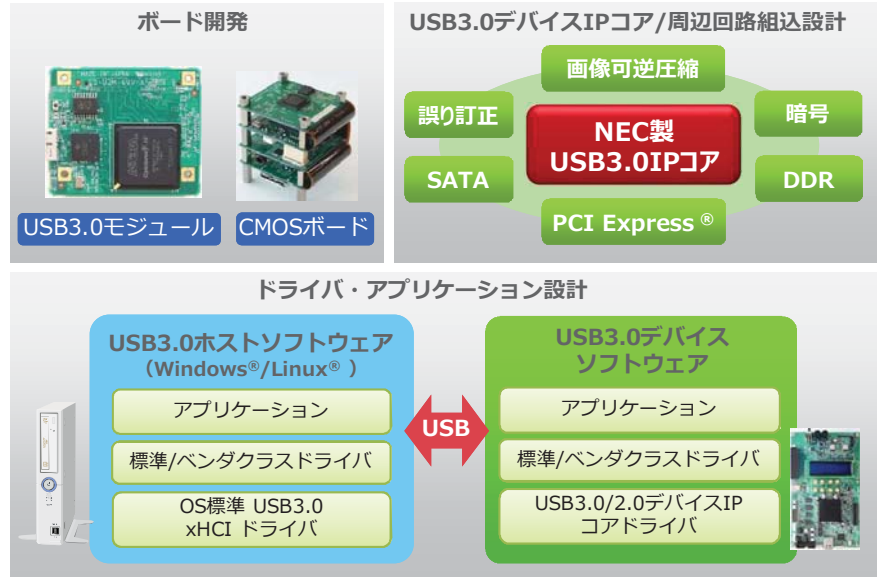 ボード開発
USB3.0モジュール
CMOSボード
USB3.0デバイスIPコア/周辺回路組込設計
画像可逆圧縮
誤り訂正
暗号
NEC製
USB3.0IPコア
SATA
DDR
PCI Express ®
ドライバ・アプリケーション設計
USB3.0ホストソフトウェア
（Windows®/Linux® ）
アプリケーション
標準/ベンダクラスドライバ
OS標準 USB3.0
xHCI ドライバ
USB
USB3.0デバイス
ソフトウェア
アプリケーション
標準/ベンダクラスドライバ
USB3.0/2.0デバイスIP
コアドライバ